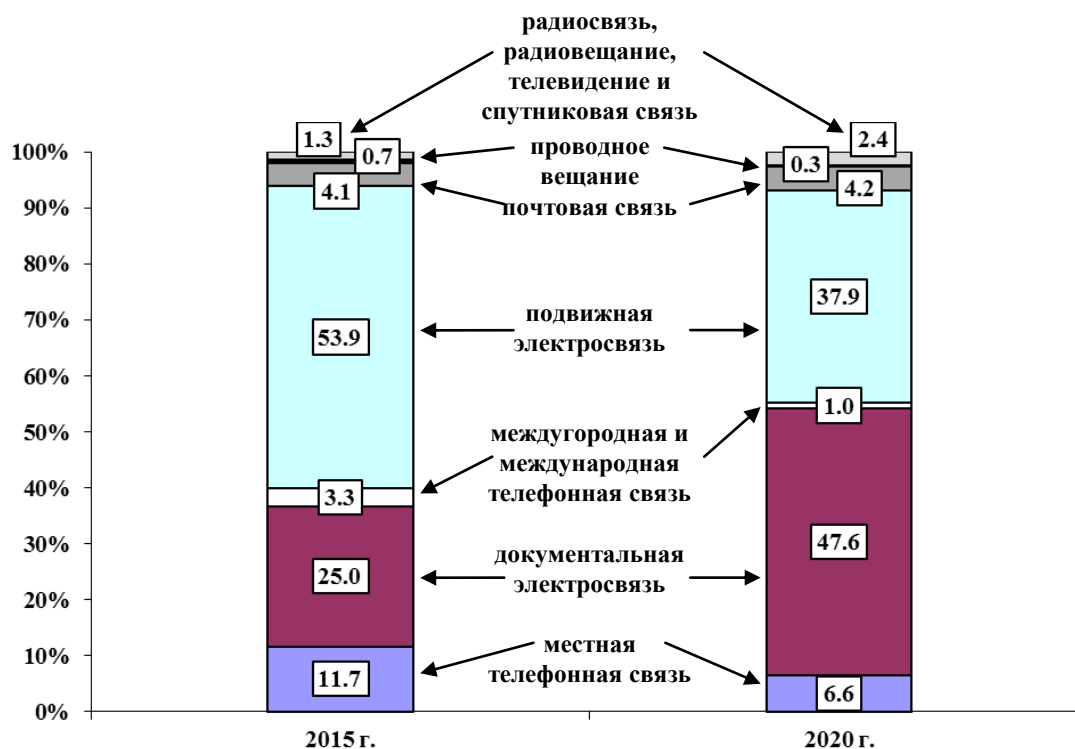 радиосвязь,
радиовещание,
телевидение и
спутниковая связь
1.3
2.4
100%
0.7
проводное
вещание
0.3
4.1
почтовая связь
4.2
90%
80%
70%
53.9
подвижная
электросвязь
37.9
60%
1.0
50%
междугородная и
международная
телефонная связь
40%
3.3
47.6
30%
25.0
документальная
электросвязь
20%
10%
11.7
местная
телефонная связь
6.6
0%
2015 г.
2020 г.